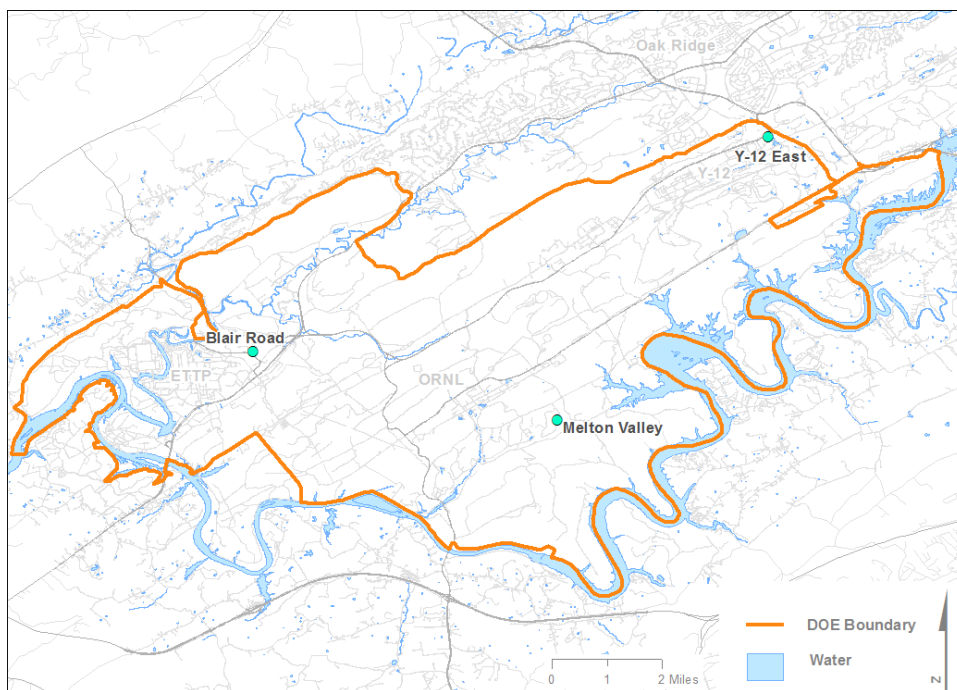 Oak Ridge
Y-12 East
Y-12
Blair Road
ETTP
ORNL
Melton Valley
DOE Boundary
Water
0 1 2 Miles
N